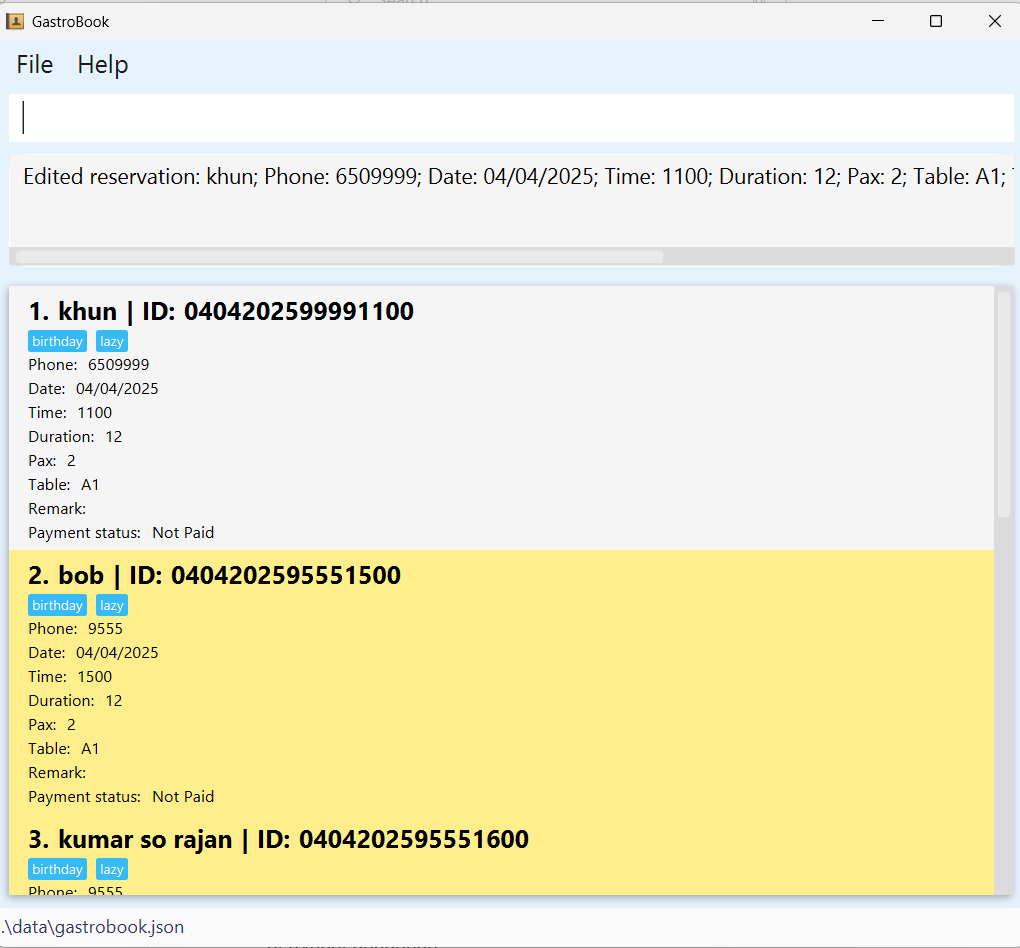 GastroBook
File Help
Edited reservation: khun; Phone: 6509999; Date: 04/04/2025; Time: 1100; Duration: 12; Pax: 2; Table: A1;
1. khun | ID: 0404202599991100
birthday lazy
Phone: 6509999
Date: 04/04/2025
Time: 1100
Duration: 12
Pax: 2
Table: A1
Remark:
Payment status: Not Paid
2. bob | ID: 0404202595551500
birthday lazy
Phone: 9555
Date: 04/04/2025
Time: 1500
Duration: 12
Pax: 2
Table: A1
Remark:
Payment status: Not Paid
3. kumar so rajan | ID: 0404202595551600
birthday lazy
Phone: 9555
.\data\gastrobook.json